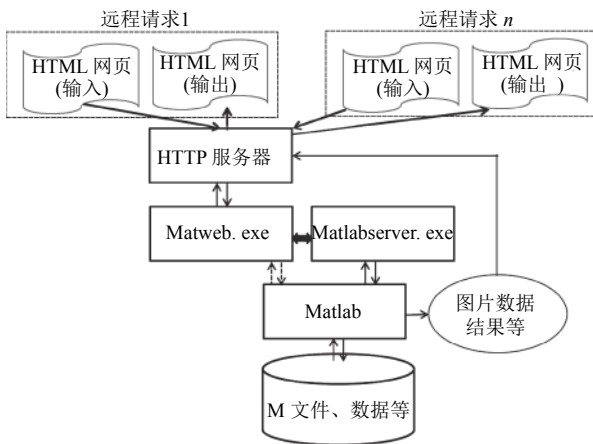 远程请求1
远程请求 n
HTML 网页
(输入)
HTML 网页
(输出)
HTML 网页
(输入)
HTML 网页
(输出 )
HTTP 服务器
Matweb. exe
Matlabserver. exe
Matlab
图片数据
结果等
M 文件、数据等